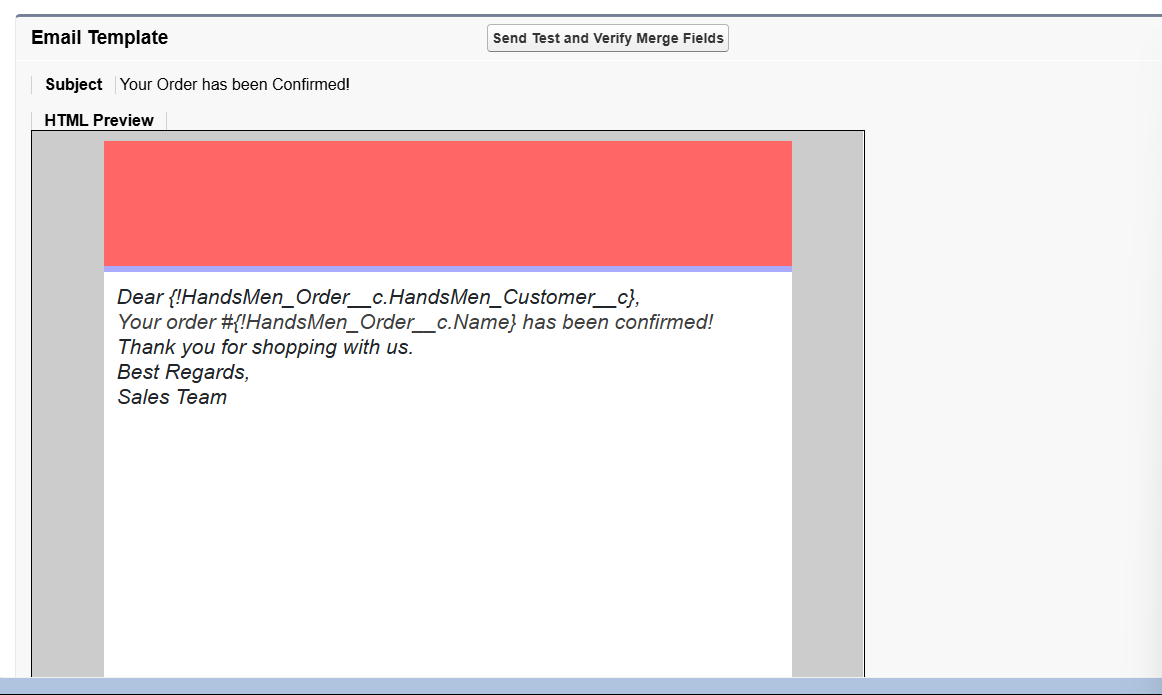 Email Template
Send Test and Verify Merge Fields
Subject
Your Order has been Confirmed!
HTML Preview
Dear {!HandsMen_Order__c.HandsMen_Customer__c},
Your order #{!HandsMen_Order__c.Name} has been confirmed!
Thank you for shopping with us.
Best Regards,
Sales Team